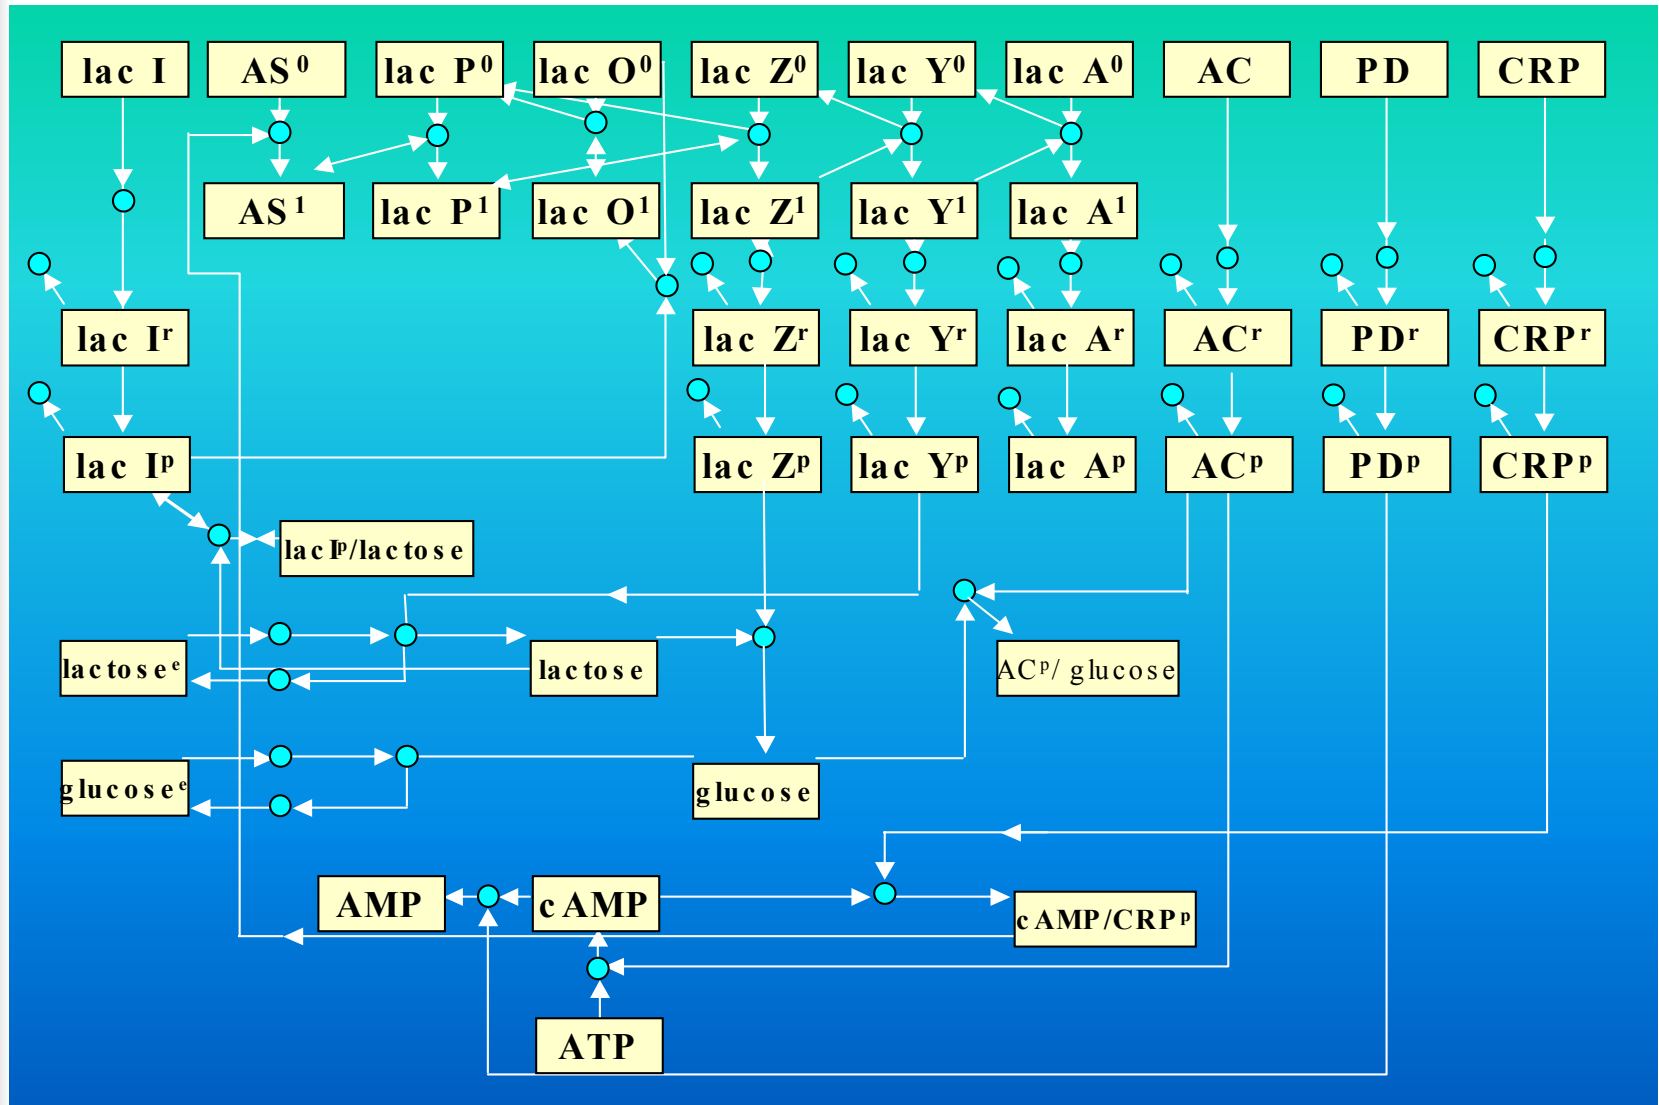 lac I AS⁰ lac P⁰ lac O⁰ lac Z⁰ lac Y⁰ lac A⁰ AC PD CRP
AS¹ lac P¹ lac O¹ lac Z¹ lac Y¹ lac A¹
lac Iʳ lac Zʳ lac Yʳ lac Aʳ ACʳ PDʳ CRPʳ
lac Iᵖ lac Zᵖ lac Yᵖ lac Aᵖ ACᵖ PDᵖ CRPᵖ
lac Iᵖ/lactose
lactoseᵉ lactose ACᵖ/ glucose
glucoseᵉ glucose
AMP cAMP cAMP/CRPᵖ
ATP